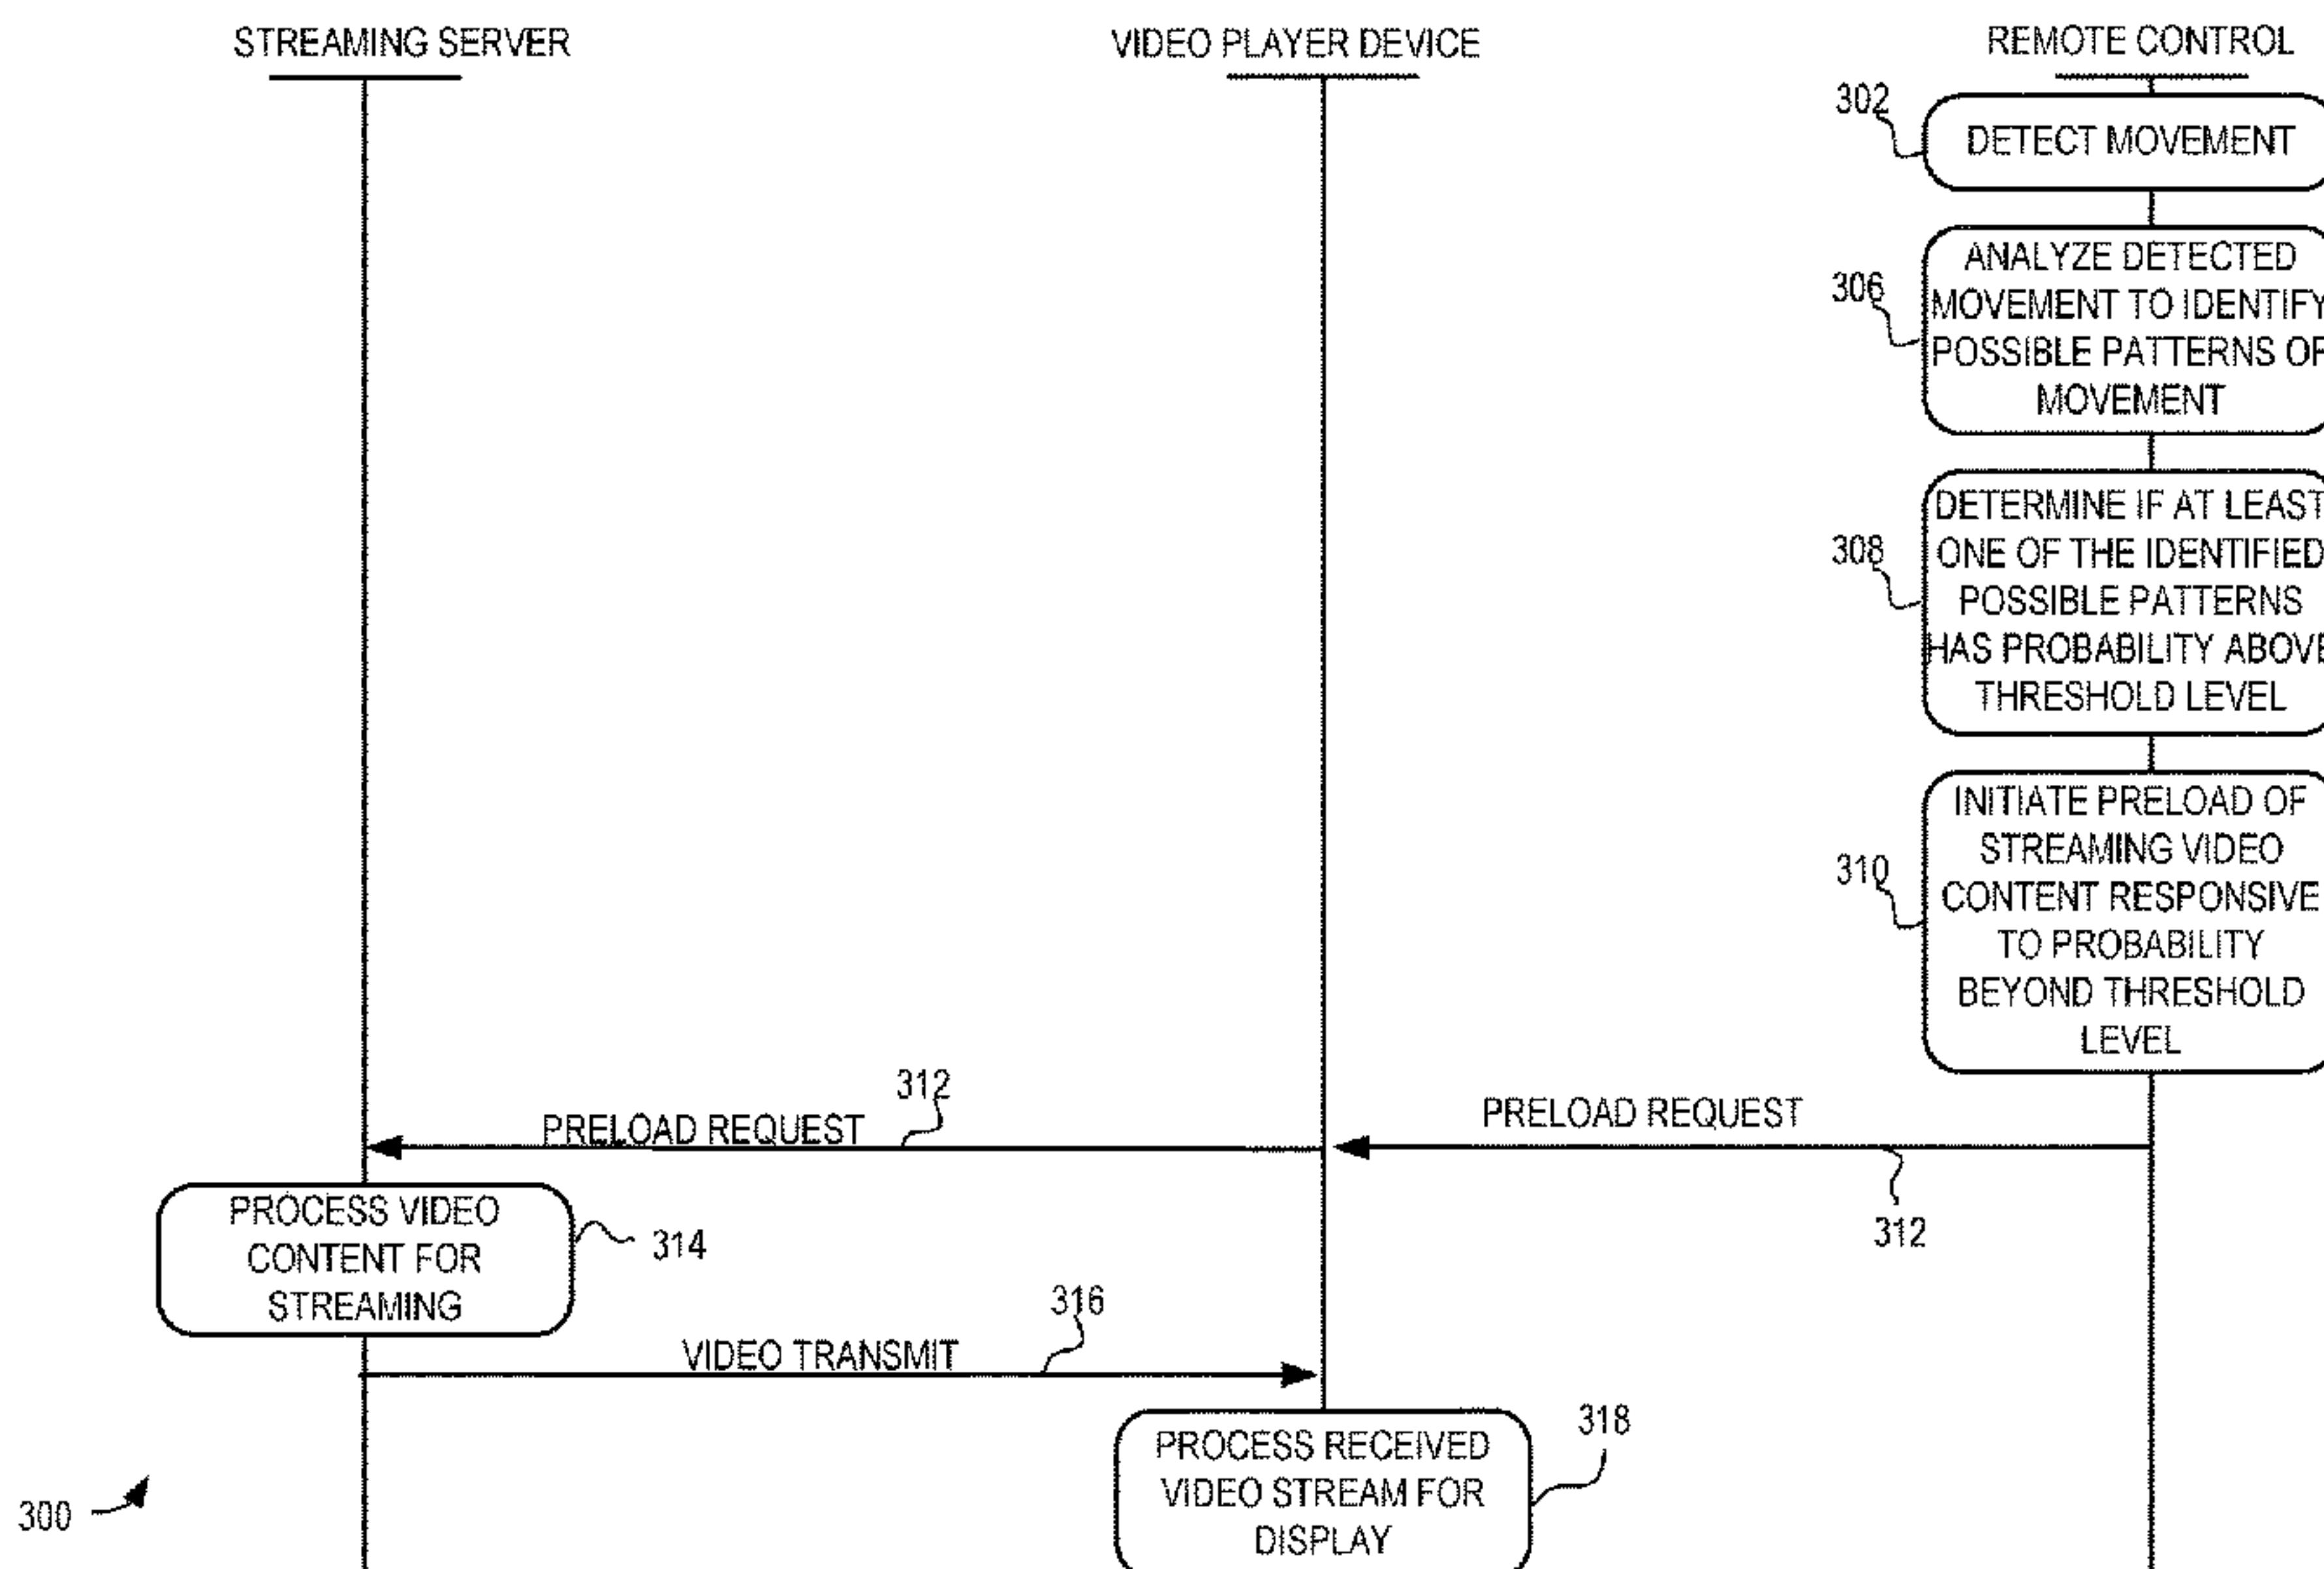 STREAMING SERVER
VIDEO PLAYER DEVICE
REMOTE CONTROL
302
DETECT MOVEMENT
306
ANALYZE DETECTED
MOVEMENT TO IDENTIFY
POSSIBLE PATTERNS OF
MOVEMENT
308
DETERMINE IF AT LEAST
ONE OF THE IDENTIFIED
POSSIBLE PATTERNS
HAS PROBABILITY ABOVE
THRESHOLD LEVEL
310
INITIATE PRELOAD OF
STREAMING VIDEO
CONTENT RESPONSIVE
TO PROBABILITY
BEYOND THRESHOLD
LEVEL
PRELOAD REQUEST
312
PRELOAD REQUEST
312
PROCESS VIDEO
CONTENT FOR
STREAMING
314
VIDEO TRANSMIT
316
PROCESS RECEIVED
VIDEO STREAM FOR
DISPLAY
318
300